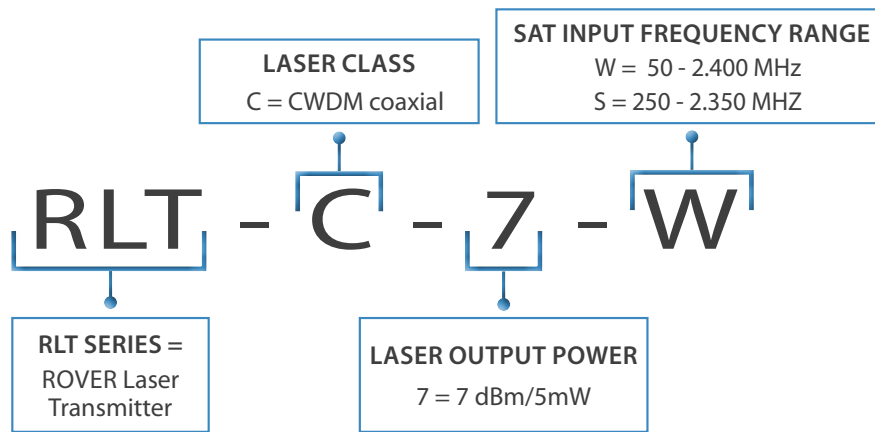 SAT INPUT FREQUENCY RANGE
W = 50 - 2.400 MHz
S = 250 - 2.350 MHZ
LASER CLASS
C = CWDM coaxial
RLT - C - 7 - W
RLT SERIES =
ROVER Laser
Transmitter
LASER OUTPUT POWER
7 = 7 dBm/5mW